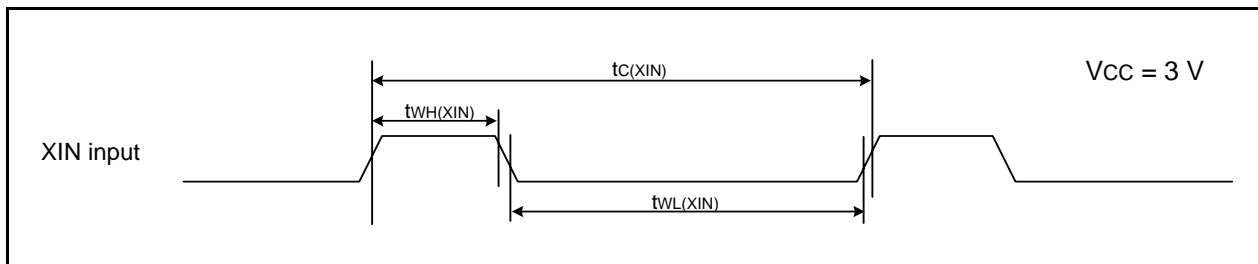 tC(XIN)
VCC = 3 V
tWH(XIN)
XIN input
tWL(XIN)